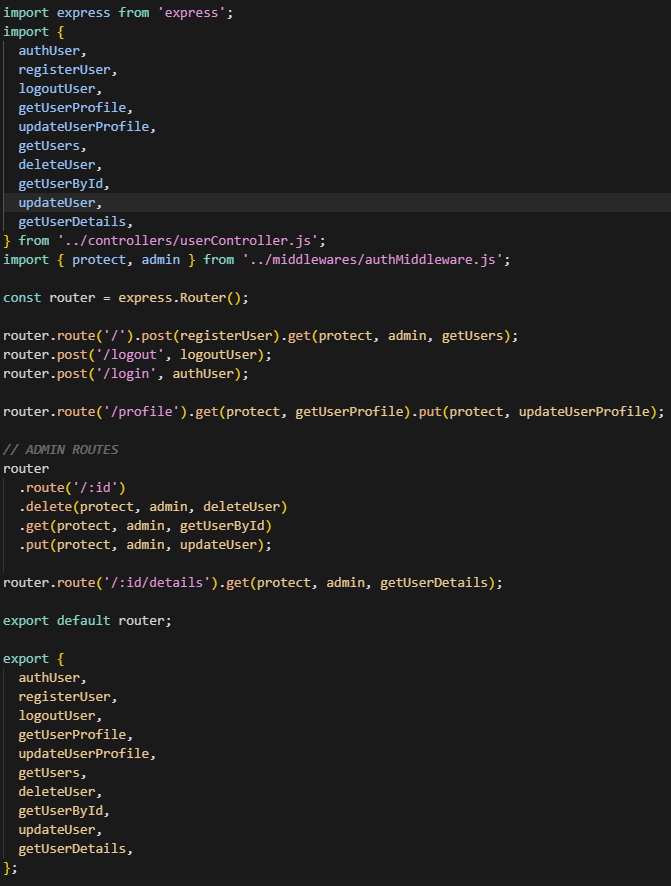 import express from 'express';
import {
  authUser,
  registerUser,
  logoutUser,
  getUserProfile,
  updateUserProfile,
  getUsers,
  deleteUser,
  getUserById,
  updateUser,
  getUserDetails,
} from '../controllers/userController.js';
import { protect, admin } from '../middlewares/authMiddleware.js';

const router = express.Router();

router.route('/').post(registerUser).get(protect, admin, getUsers);
router.post('/logout', logoutUser);
router.post('/login', authUser);

router.route('/profile').get(protect, getUserProfile).put(protect, updateUserProfile);

// ADMIN ROUTES
router
  .route('/:id')
  .delete(protect, admin, deleteUser)
  .get(protect, admin, getUserById)
  .put(protect, admin, updateUser);

router.route('/:id/details').get(protect, admin, getUserDetails);

export default router;

export {
  authUser,
  registerUser,
  logoutUser,
  getUserProfile,
  updateUserProfile,
  getUsers,
  deleteUser,
  getUserById,
  updateUser,
  getUserDetails,
};